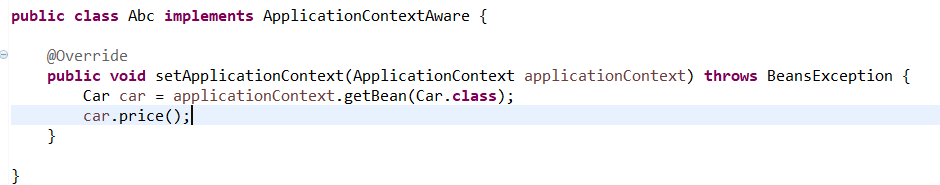 public class Abc implements ApplicationContextAware {
@Override
public void setApplicationContext(ApplicationContext applicationContext) throws BeansException {
Car car = applicationContext.getBean(Car.class);
car.price();
}
}